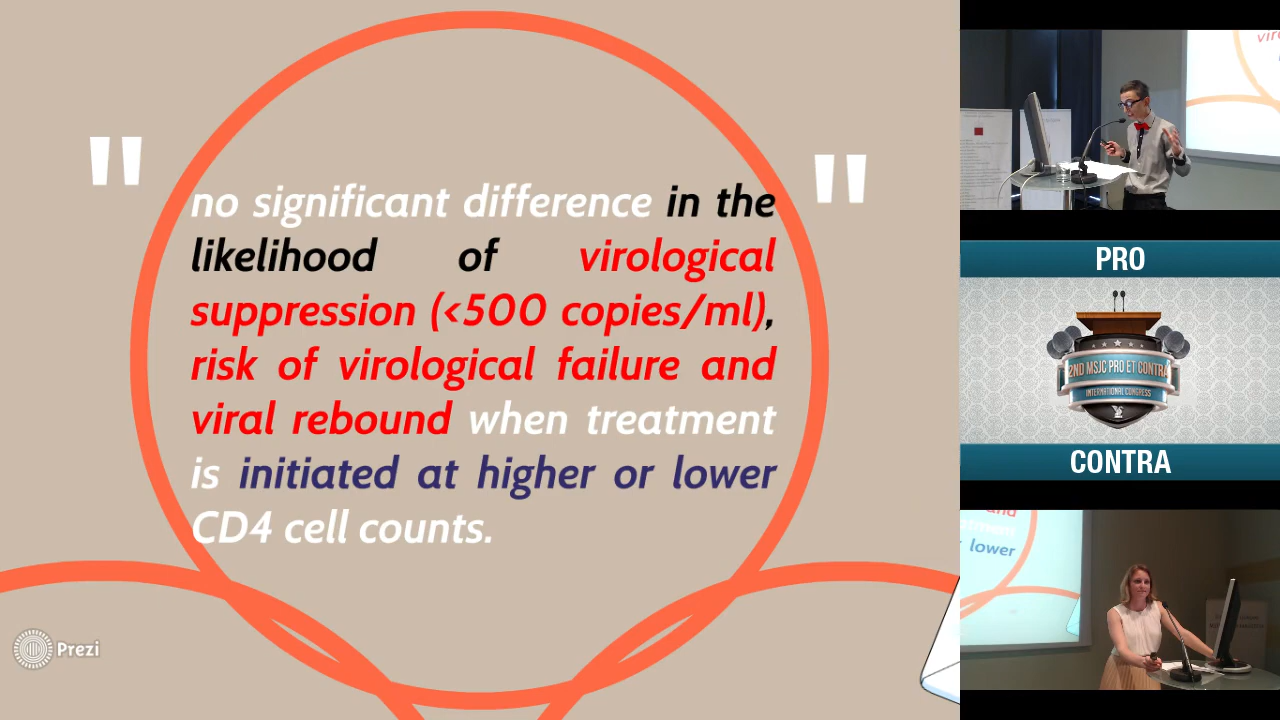 " no significant difference in the "
likelihood of virological
suppression (<500 copies/ml),
risk of virological failure and
viral rebound when treatment
is initiated at higher or lower
CD4 cell counts.
Prezi
PRO
2ND MSJC PRO ET CONTRA
INTERNATIONAL CONGRESS
CONTRA
lower